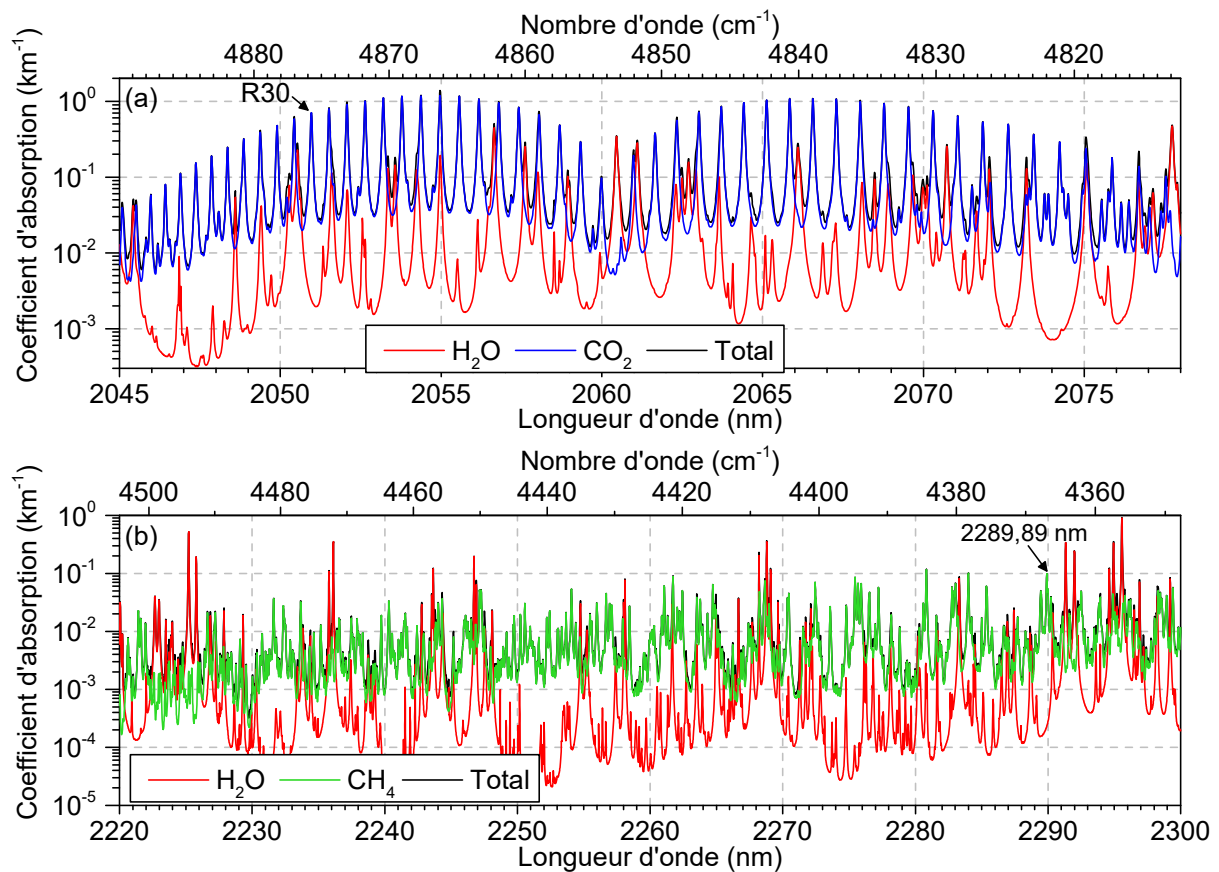 Nombre d'onde (cm⁻¹)
4880 4870 4860 4850 4840 4830 4820
Coefficient d'absorption (km⁻¹)
(a)
R30
10⁰
10⁻¹
10⁻²
10⁻³
H₂O CO₂ Total
2045 2050 2055 2060 2065 2070 2075
Longueur d'onde (nm)
Nombre d'onde (cm⁻¹)
4500 4480 4460 4440 4420 4400 4380 4360
Coefficient d'absorption (km⁻¹)
(b)
2289,89 nm
10⁰
10⁻¹
10⁻²
10⁻³
10⁻⁴
10⁻⁵
H₂O CH₄ Total
2220 2230 2240 2250 2260 2270 2280 2290 2300
Longueur d'onde (nm)